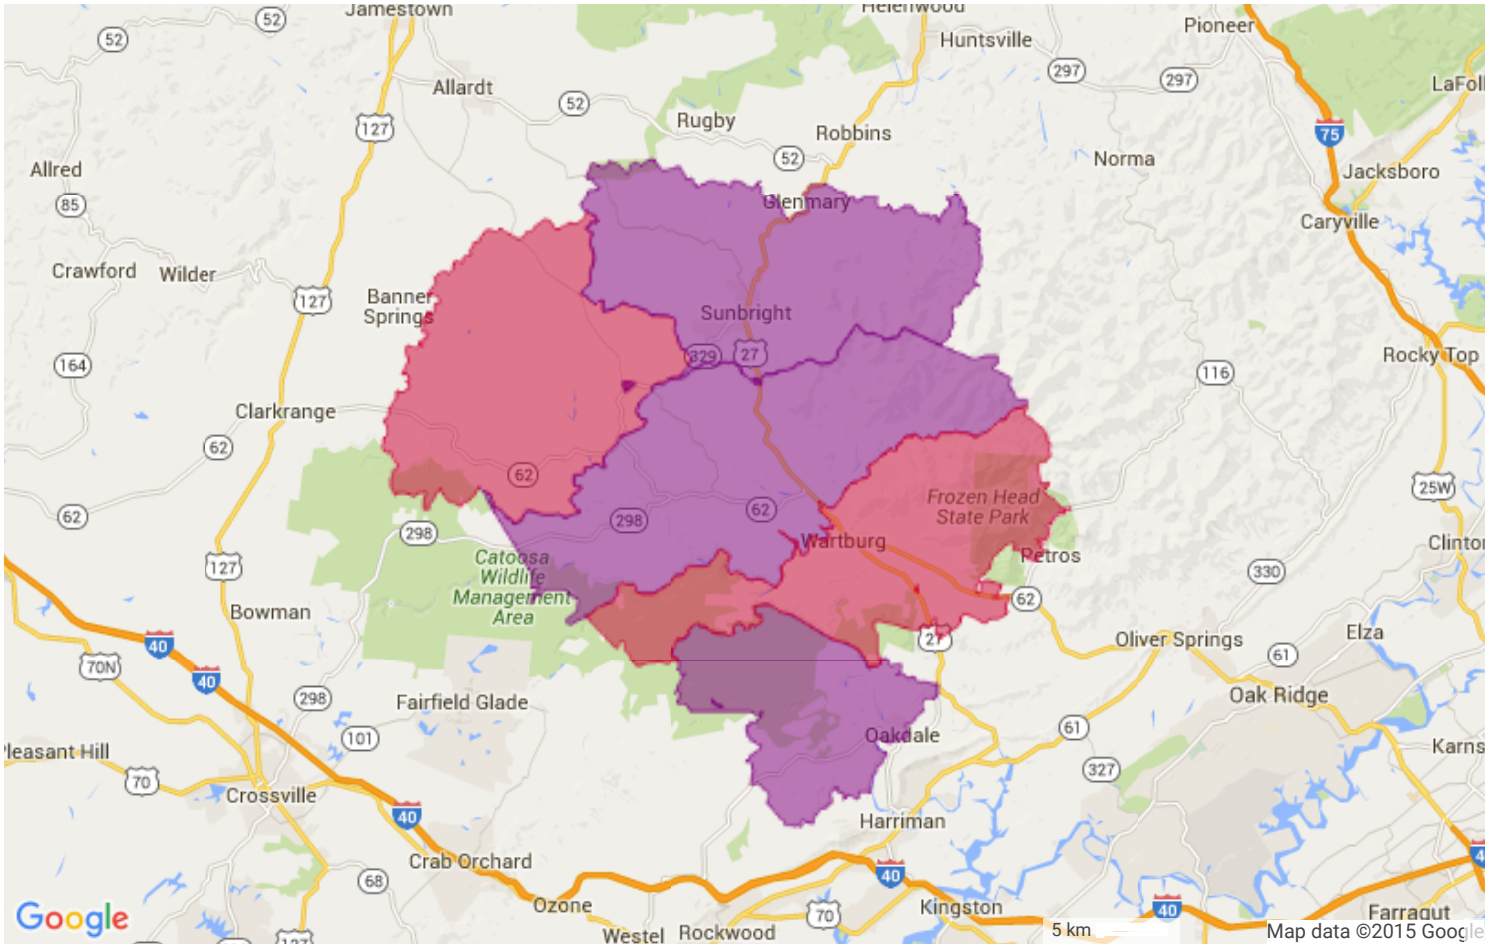 Jamestown
52
Helenwood
Pioneer
52
Huntsville
297
297
Allardt
LaFoll
52
Rugby
Robbins
127
75
52
Norma
Allred
Jacksboro
85
Glenmary
Caryville
Crawford
Wilder
127
Banner
Springs
Sunbright
329
27
Rocky Top
164
116
Clarkrange
62
62
25W
62
298
62
Frozen Head
State Park
298
Wartburg
Clinton
Catoosa
Wildlife
Management
Area
Petros
127
330
Bowman
62
Elza
40
27
Oliver Springs
61
70N
40
Oak Ridge
298
Fairfield Glade
61
101
Oakdale
Karns
Pleasant Hill
70
327
Crossville
40
Harriman
Crab Orchard
40
4
68
Ozone
Kingston
40
70
Farragut
Google
127
Westel
Rockwood
5 km
Map data ©2015 Google